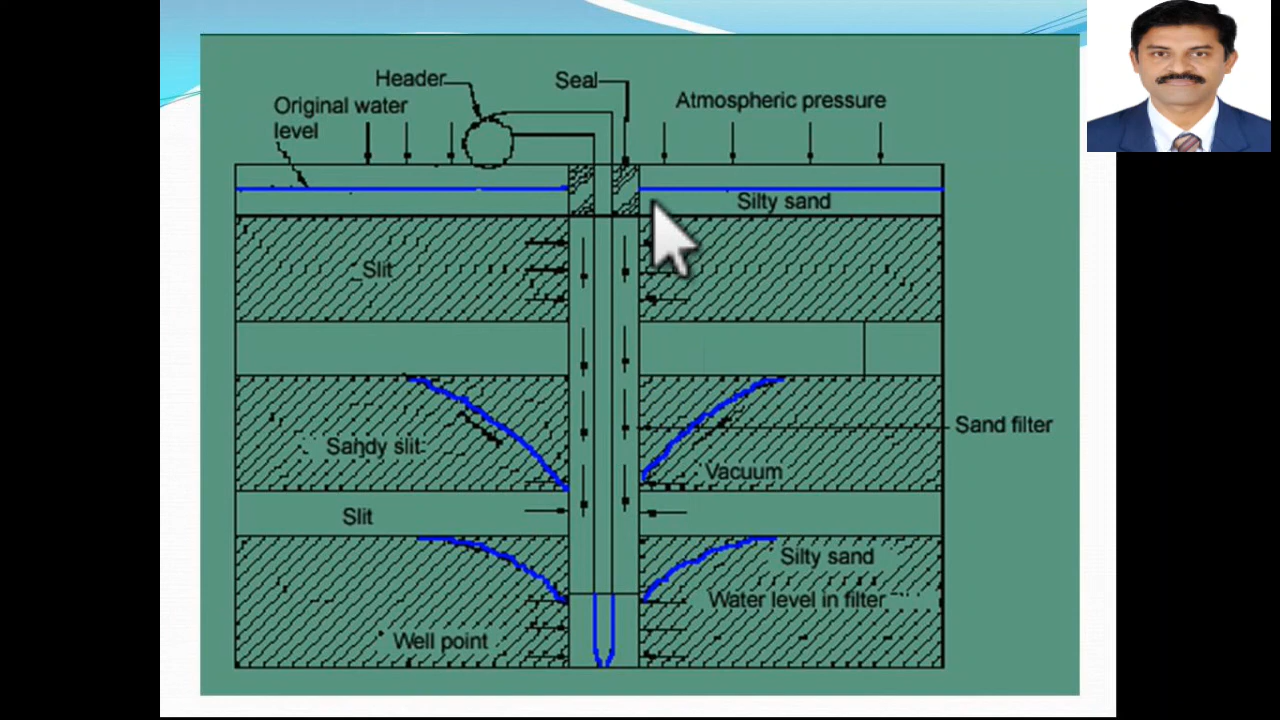 Header
Seal
Original water
level
Atmospheric pressure
Silty sand
Slit
Sandy slit
Sand filter
Vacuum
Slit
Silty sand
Water level in filter
Well point